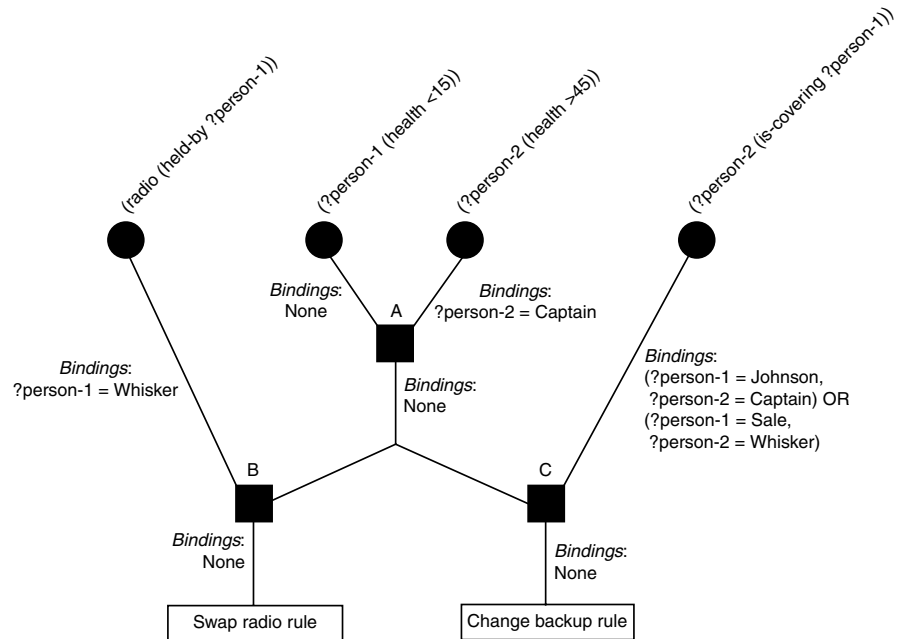 (radio (held-by ?person-1))
(?person-1 (health <15))
(?person-2 (health >45))
(?person-2 (is-covering ?person-1))
Bindings:
None
Bindings:
?person-2 = Captain
A
Bindings:
?person-1 = Whisker
Bindings:
None
Bindings:
(?person-1 = Johnson,
?person-2 = Captain) OR
(?person-1 = Sale,
?person-2 = Whisker)
B
C
Bindings:
None
Bindings:
None
Swap radio rule
Change backup rule